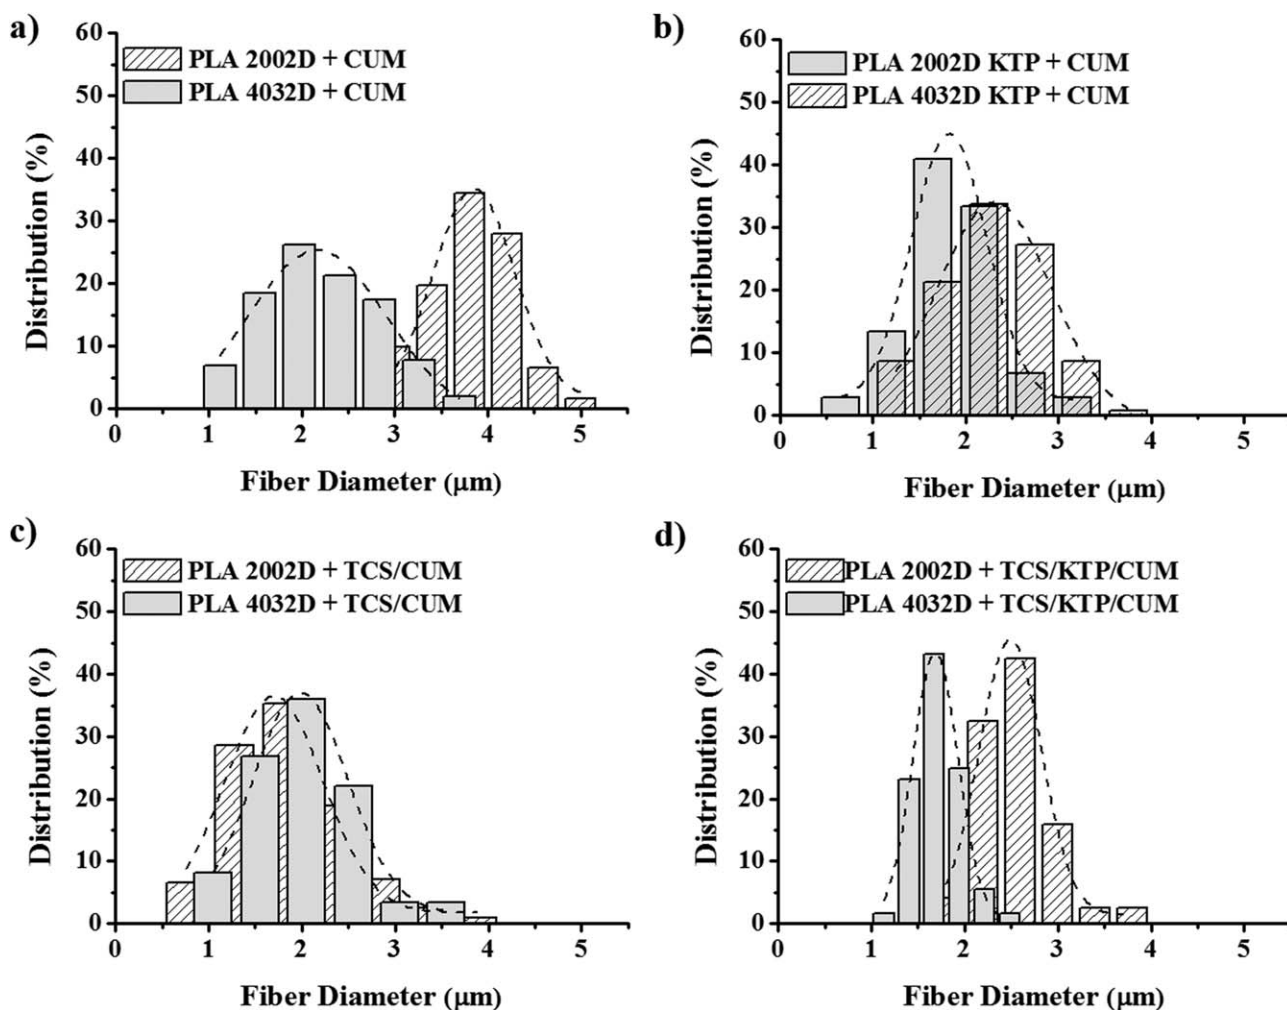 a)
60
50
40
30
20
10
0
Distribution (%)
PLA 2002D + CUM
PLA 4032D + CUM
0 1 2 3 4 5
Fiber Diameter (μm)
b)
60
50
40
30
20
10
0
Distribution (%)
PLA 2002D KTP + CUM
PLA 4032D KTP + CUM
0 1 2 3 4 5
Fiber Diameter (μm)
c)
60
50
40
30
20
10
0
Distribution (%)
PLA 2002D + TCS/CUM
PLA 4032D + TCS/CUM
0 1 2 3 4 5
Fiber Diameter (μm)
d)
60
50
40
30
20
10
0
Distribution (%)
PLA 2002D + TCS/KTP/CUM
PLA 4032D + TCS/KTP/CUM
0 1 2 3 4 5
Fiber Diameter (μm)